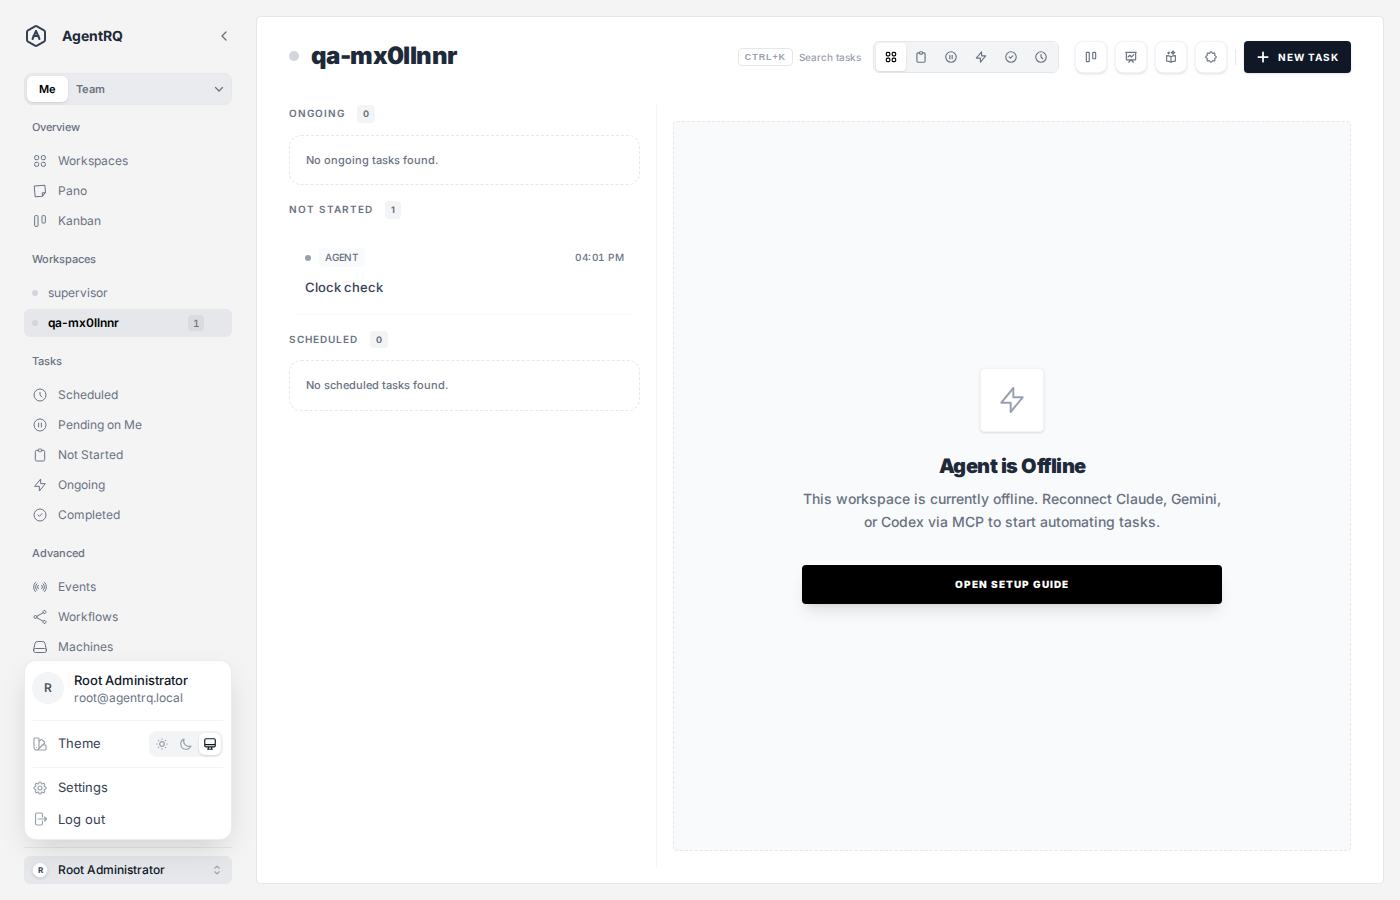 AgentRQ
Me
Team
Overview
Workspaces
Pano
Kanban
Workspaces
supervisor
qa-mx0llnnr
1
Tasks
Scheduled
Pending on Me
Not Started
Ongoing
Completed
Advanced
Events
Workflows
Machines
R
Root Administrator
root@agentrq.local
Theme
Settings
Log out
R
Root Administrator
qa-mx0llnnr
CTRL+K
Search tasks
NEW TASK
ONGOING
0
No ongoing tasks found.
NOT STARTED
1
AGENT
04:01 PM
Clock check
SCHEDULED
0
No scheduled tasks found.
Agent is Offline
This workspace is currently offline. Reconnect Claude, Gemini,
or Codex via MCP to start automating tasks.
OPEN SETUP GUIDE